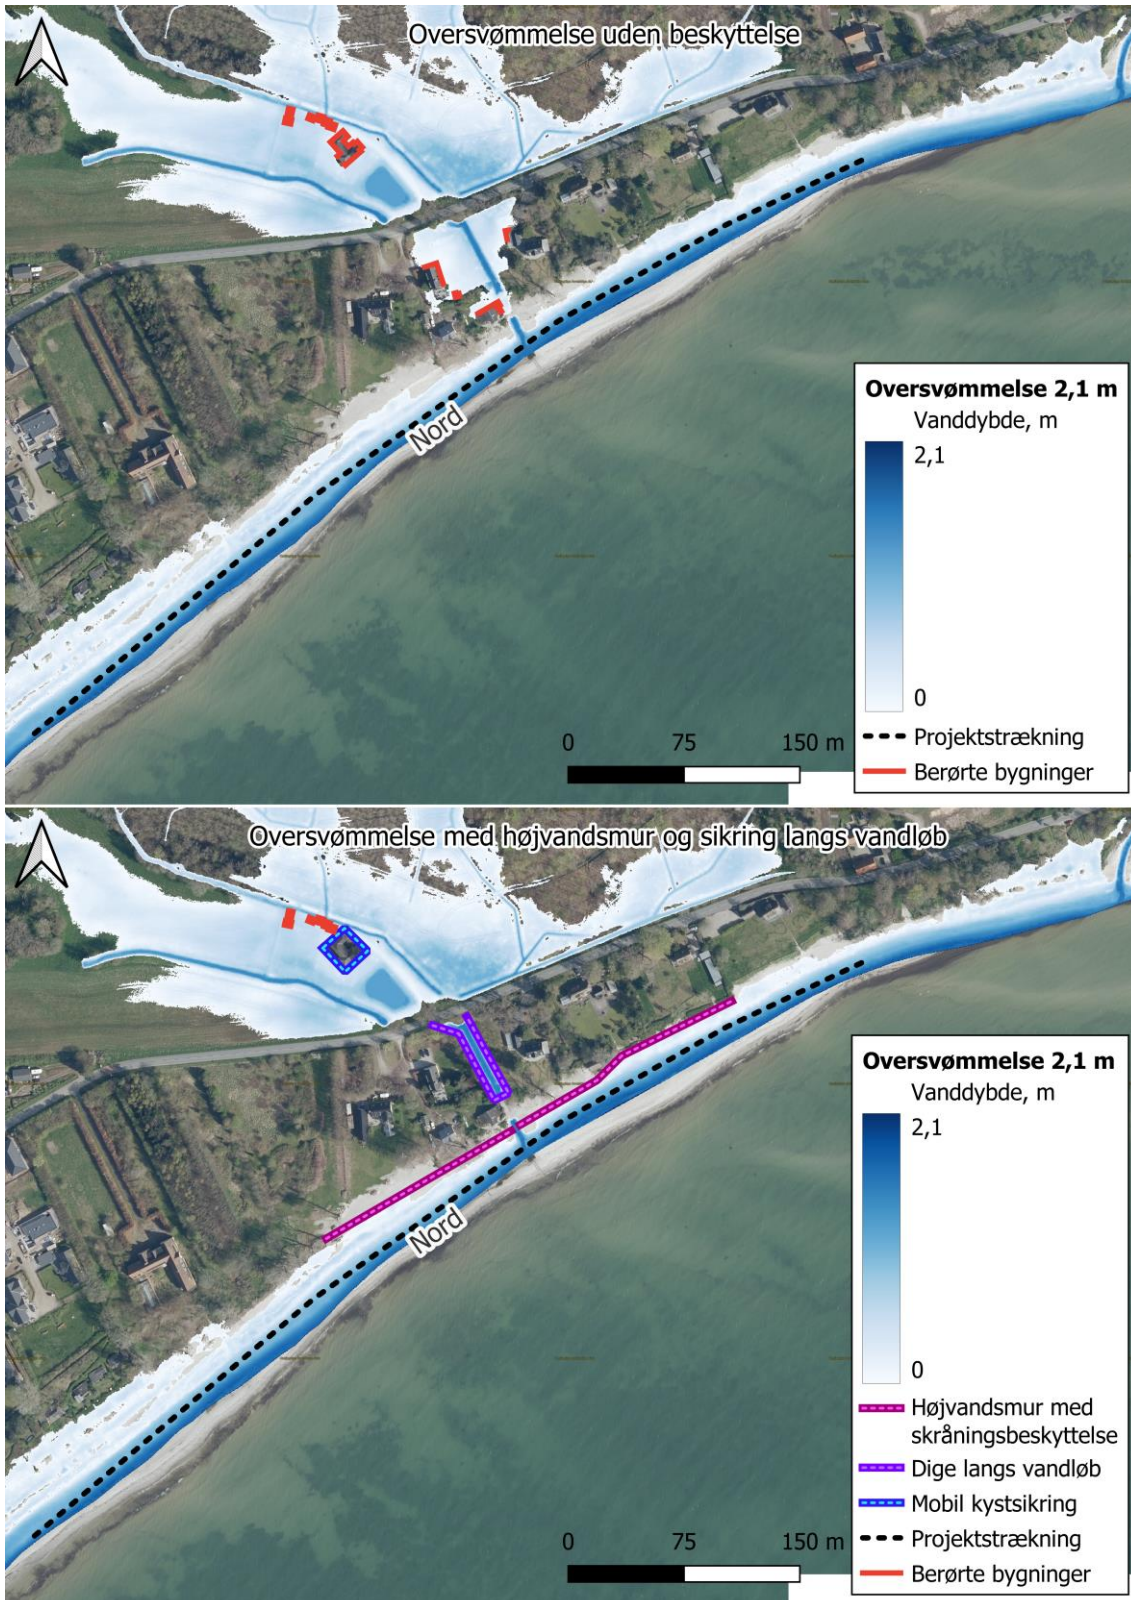 Oversvømmelse uden beskyttelse
Nord
Oversvømmelse 2,1 m
Vanddybde, m
2,1
0
Projektstrækning
Berørte bygninger
0 75 150 m
Oversvømmelse med højvandsmur og sikring langs vandløb
Nord
Oversvømmelse 2,1 m
Vanddybde, m
2,1
0
Højvandsmur med
skråningsbeskyttelse
Dige langs vandløb
Mobil kystsikring
Projektstrækning
Berørte bygninger
0 75 150 m